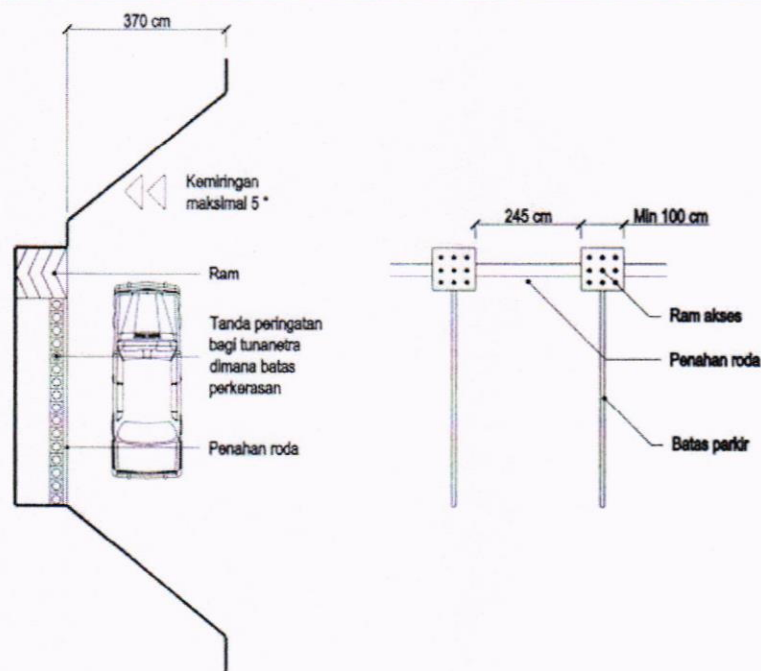 370 cm
Kemiringan
maksimal 5 °
Ram
Tanda peringatan
bagi tunanetra
dimana batas
perkerasan
Penahan roda
245 cm
Min 100 cm
Ram akses
Penahan roda
Batas parkir